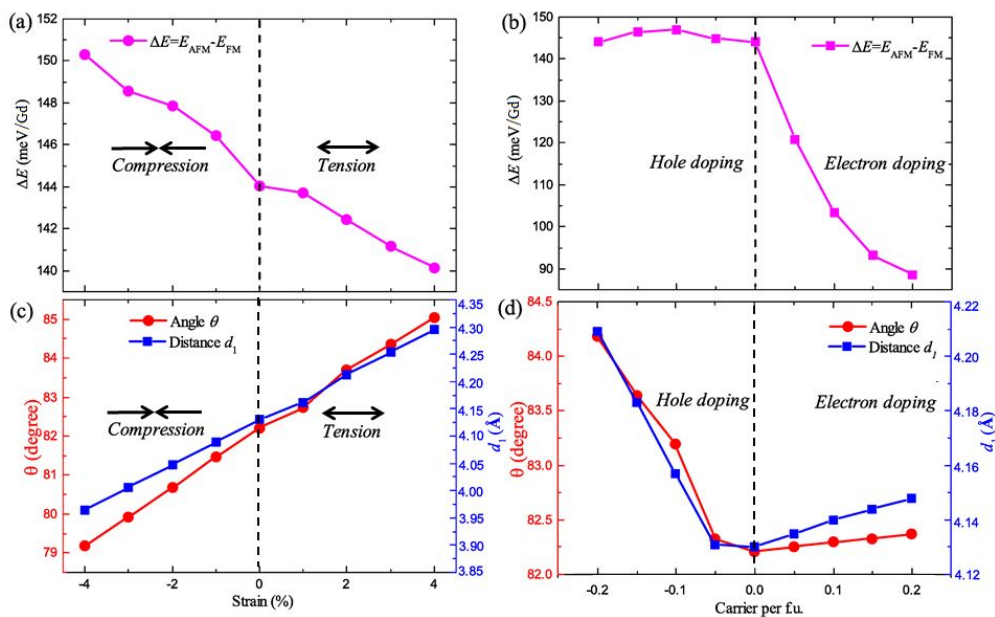 (a)
152
150
148
146
144
142
140
ΔE (meV/Gd)
ΔE=E_AFM-E_FM
Compression
Tension
(b)
150
140
130
120
110
100
90
ΔE (meV/Gd)
ΔE=E_AFM-E_FM
Hole doping
Electron doping
(c)
85
84
83
82
81
80
79
θ (degree)
Angle θ
Distance d₁
Compression
Tension
4.35
4.30
4.25
4.20
4.15
4.10
4.05
4.00
3.95
3.90
3.85
d₁ (Å)
-4
-2
0
2
4
Strain (%)
(d)
84.5
84.0
83.5
83.0
82.5
82.0
θ (degree)
Angle θ
Distance d₁
Hole doping
Electron doping
4.22
4.20
4.18
4.16
4.14
4.12
d₁ (Å)
-0.2
-0.1
0.0
0.1
0.2
Carrier per f.u.